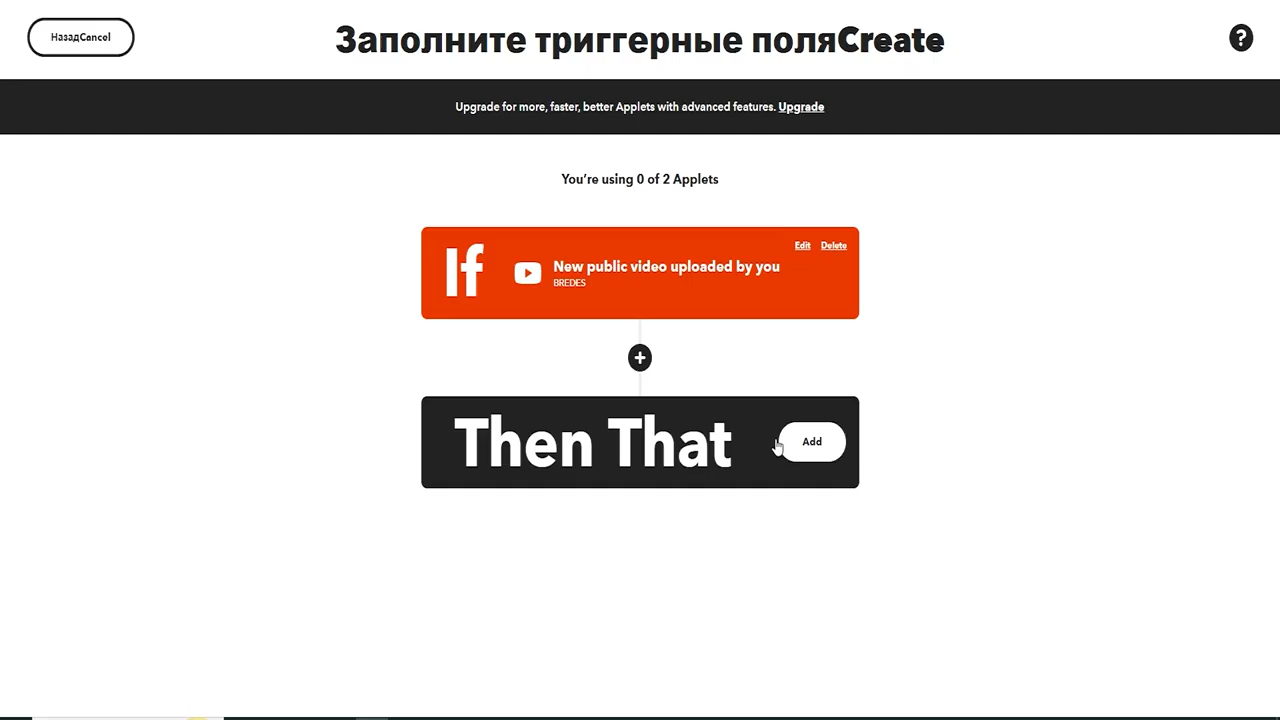 НазадCancel
Заполните триггерные поляCreate
?
Upgrade for more, faster, better Applets with advanced features. Upgrade
You're using 0 of 2 Applets
If
New public video uploaded by you
BREDES
Edit Delete
Then That
Add